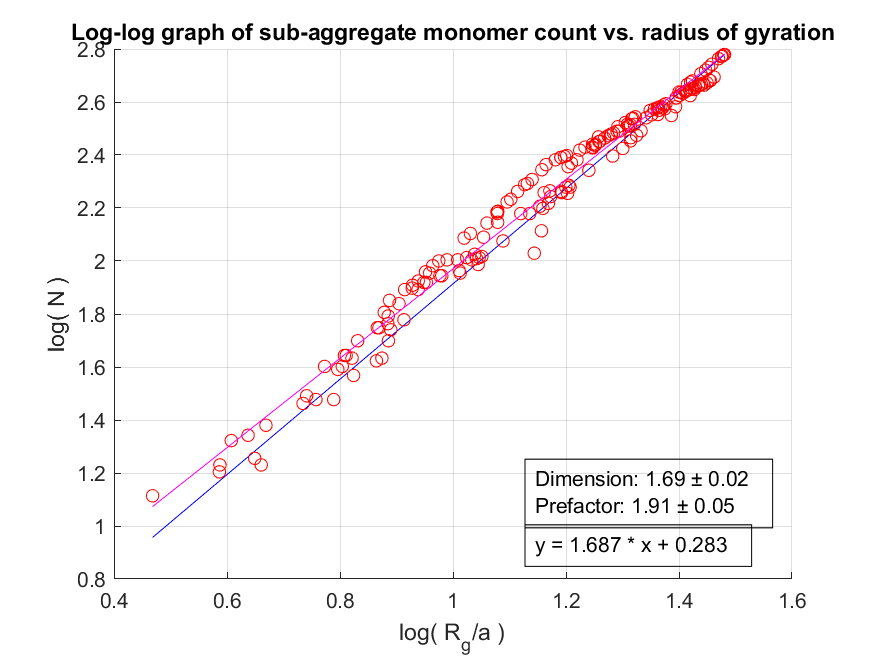 Log-log graph of sub-aggregate monomer count vs. radius of gyration
2.8
2.6
2.4
2.2
2
1.8
1.6
1.4
1.2
1
0.8
log( N )
Dimension: 1.69 ± 0.02
Prefactor: 1.91 ± 0.05
y = 1.687 * x + 0.283
0.4 0.6 0.8 1 1.2 1.4 1.6
log( R_g/a )